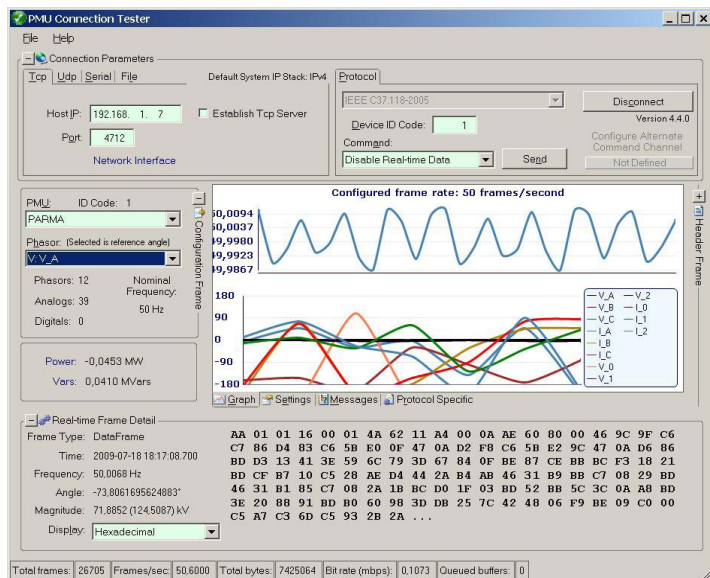 PMU Connection Tester
File Help
Connection Parameters
Tcp Udp Serial File Default System IP Stack: IPv4
Host IP: 192.168. 1. 7
Establish Tcp Server
Port: 4712
Network Interface
Protocol
IEEE C37.118-2005
Disconnect
Device ID Code: 1
Version 4.4.0
Command:
Configure Alternate
Command Channel
Disable Real-time Data
Send
Not Defined
PMU: ID Code: 1
PARMA
Phasor: (Selected is reference angle)
V: V_A
Phasors: 12
Nominal
Frequency:
Analogs: 39
50 Hz
Digitals: 0
Power: -0,0453 MW
Vars: 0,0410 MVars
Configuration Frame
Configured frame rate: 50 frames/second
50,0094
50,0037
49,9980
49,9923
49,9867
180
90
0
-90
-180
V_A V_2
V_B I_0
V_C I_1
I_A I_2
I_B
I_C
V_0
V_1
Header Frame
Graph Settings Messages Protocol Specific
Real-time Frame Detail
Frame Type: DataFrame
Time: 2009-07-18 18:17:08.700
Frequency: 50,0068 Hz
Angle: -73,8061695624883°
Magnitude: 71,8852 (124,5087) kV
Display: Hexadecimal
AA 01 01 16 00 01 4A 62 11 A4 00 0A AE 60 80 00 46 9C 9F C6
C7 86 D4 83 C6 5B E0 0F 47 0A D2 F8 C6 5B E2 9C 47 0A D6 86
BD D3 13 41 3E 59 6C 79 3D 67 84 0F BE 87 CE BB BC F3 18 21
BD CF B7 10 C5 28 AE D4 44 2A B4 AB 46 31 B9 BB C7 08 29 BD
46 31 B1 85 C7 08 2A 1B BC D0 1F 03 BD 52 BB 5C 3C 0A A8 BD
3E 20 88 91 BD B0 60 98 3D DB 25 7C 42 48 06 F9 BE 09 C0 00
C5 A7 C3 6D C5 93 2B 2A ...
Total frames: 26705 Frames/sec: 50,6000 Total bytes: 7425064 Bit rate (mbps): 0,1073 Queued buffers: 0